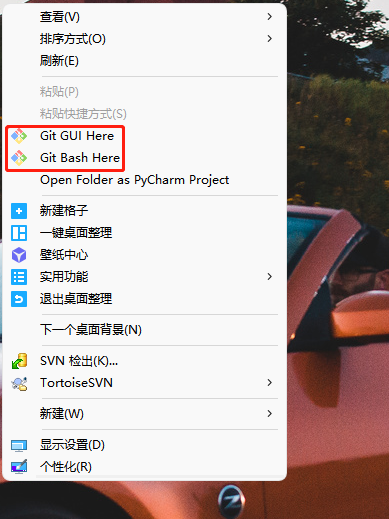 查看(V)
排序方式(O)
刷新(E)
粘贴(P)
粘贴快捷方式(S)
Git GUI Here
Git Bash Here
Open Folder as PyCharm Project
新建格子
一键桌面整理
壁纸中心
实用功能
退出桌面整理
下一个桌面背景(N)
SVN 检出(K)...
TortoiseSVN
新建(W)
显示设置(D)
个性化(R)